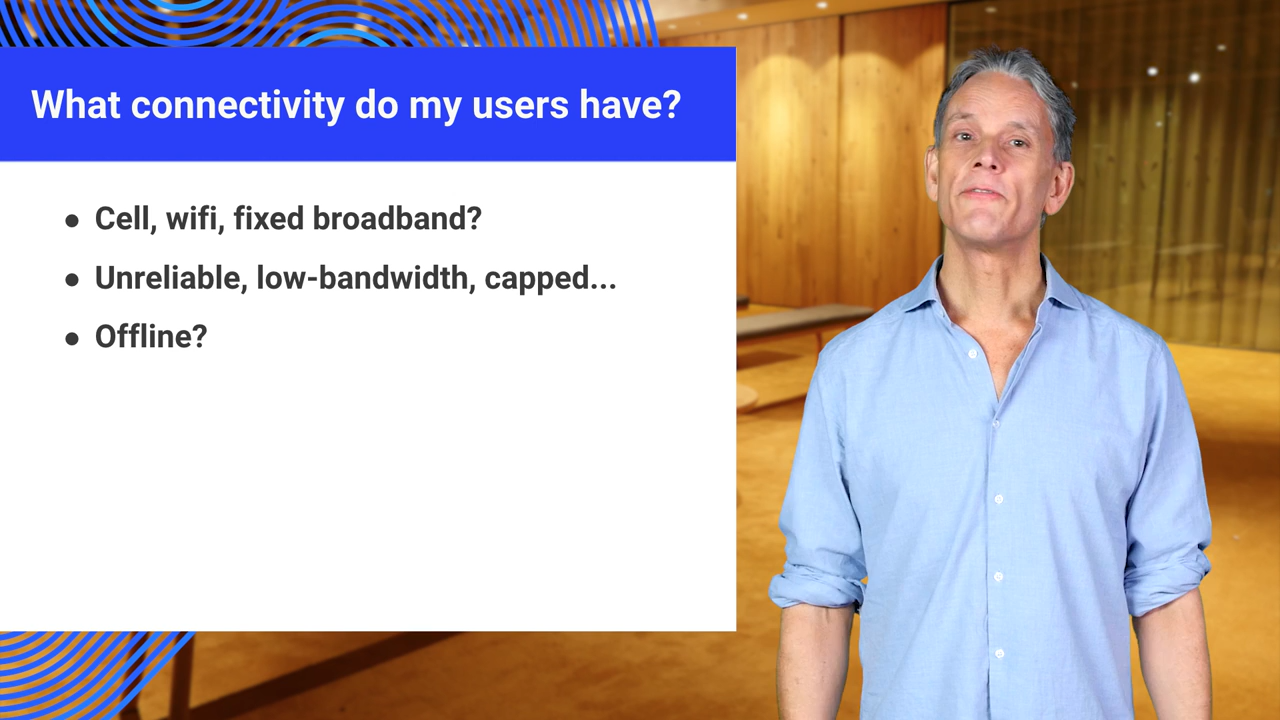 What connectivity do my users have?
● Cell, wifi, fixed broadband?
● Unreliable, low-bandwidth, capped...
● Offline?